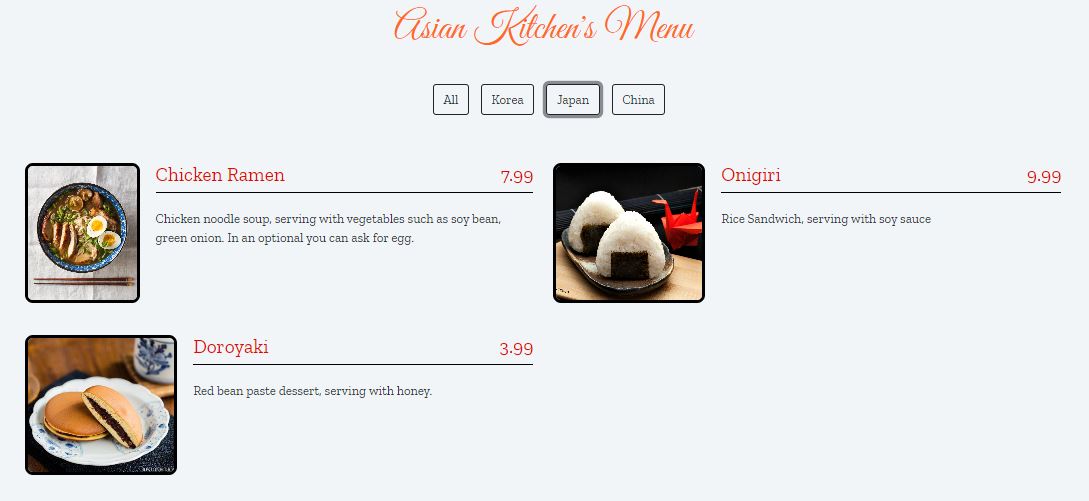 Asian Kitchen's Menu
All
Korea
Japan
China
Chicken Ramen
7.99
Chicken noodle soup, serving with vegetables such as soy bean,
green onion. In an optional you can ask for egg.
Onigiri
9.99
Rice Sandwich, serving with soy sauce
Doroyaki
3.99
Red bean paste dessert, serving with honey.